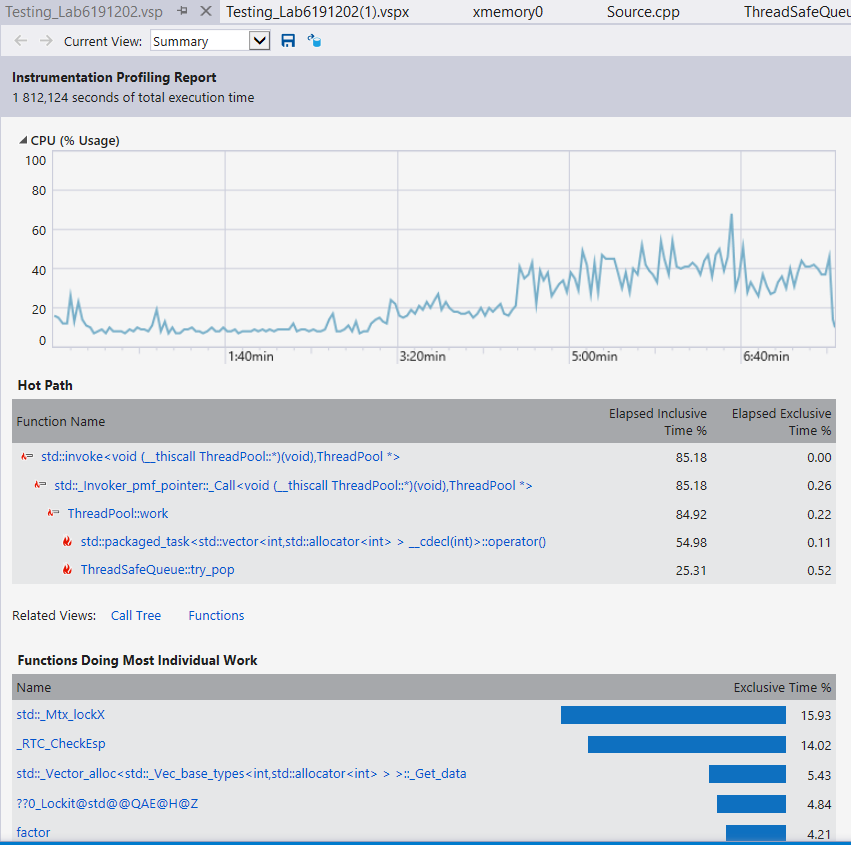 Testing_Lab6191202.vsp Testing_Lab6191202(1).vspx xmemory0 Source.cpp ThreadSafeQueu
Current View: Summary
Instrumentation Profiling Report
1 812,124 seconds of total execution time
CPU (% Usage)
100
80
60
40
20
0
1:40min 3:20min 5:00min 6:40min
Hot Path
Function Name Elapsed Inclusive Time % Elapsed Exclusive Time %
std::invoke<void (__thiscall ThreadPool::*)(void),ThreadPool *> 85.18 0.00
std::_Invoker_pmf_pointer::_Call<void (__thiscall ThreadPool::*)(void),ThreadPool *> 85.18 0.26
ThreadPool::work 84.92 0.22
std::packaged_task<std::vector<int,std::allocator<int> > __cdecl(int)>::operator() 54.98 0.11
ThreadSafeQueue::try_pop 25.31 0.52
Related Views: Call Tree Functions
Functions Doing Most Individual Work
Name Exclusive Time %
std::_Mtx_lockX 15.93
_RTC_CheckEsp 14.02
std::_Vector_alloc<std::_Vec_base_types<int,std::allocator<int> > >::_Get_data 5.43
??0_Lockit@std@@QAE@H@Z 4.84
factor 4.21